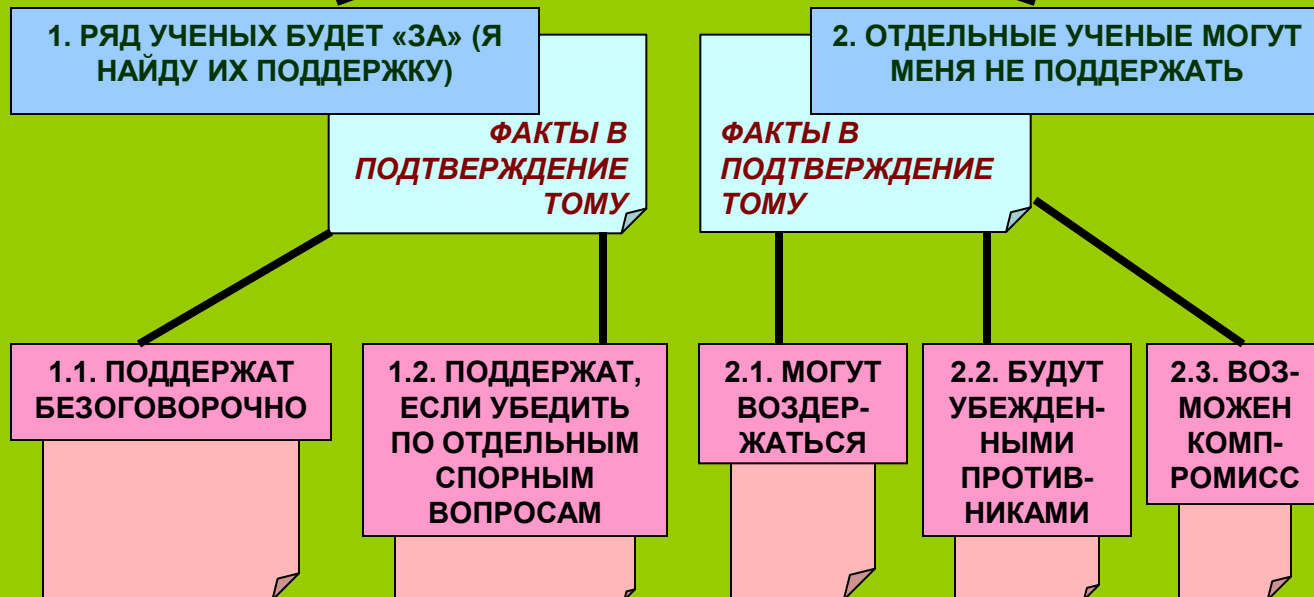 1. РЯД УЧЕНЫХ БУДЕТ «ЗА» (Я
НАЙДУ ИХ ПОДДЕРЖКУ)
2. ОТДЕЛЬНЫЕ УЧЕНЫЕ МОГУТ
МЕНЯ НЕ ПОДДЕРЖАТЬ
ФАКТЫ В
ПОДТВЕРЖДЕНИЕ
ТОМУ
ФАКТЫ В
ПОДТВЕРЖДЕНИЕ
ТОМУ
1.1. ПОДДЕРЖАТ
БЕЗОГОВОРОЧНО
1.2. ПОДДЕРЖАТ,
ЕСЛИ УБЕДИТЬ
ПО ОТДЕЛЬНЫМ
СПОРНЫМ
ВОПРОСАМ
2.1. МОГУТ
ВОЗДЕР-
ЖАТЬСЯ
2.2. БУДУТ
УБЕЖДЕН-
НЫМИ
ПРОТИВ-
НИКАМИ
2.3. ВОЗ-
МОЖЕН
КОМП-
РОМИСС